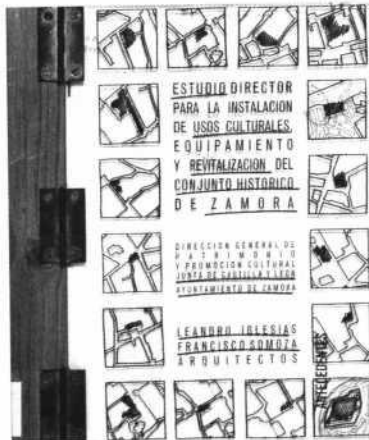 ESTUDIO DIRECTOR
PARA LA INSTALACION
DE USOS CULTURALES,
EQUIPAMIENTO
Y REVITALIZACION DEL
CONJUNTO HISTORICO
DE ZAMORA
DIRECCION GENERAL DE
PATRIMONIO
Y PROMOCION CULTURAL
JUNTA DE CASTILLA Y LEON
AYUNTAMIENTO DE ZAMORA
LEANDRO IGLESIAS
FRANCISCO SOMOZA
ARQUITECTOS
ANTECEDENTES